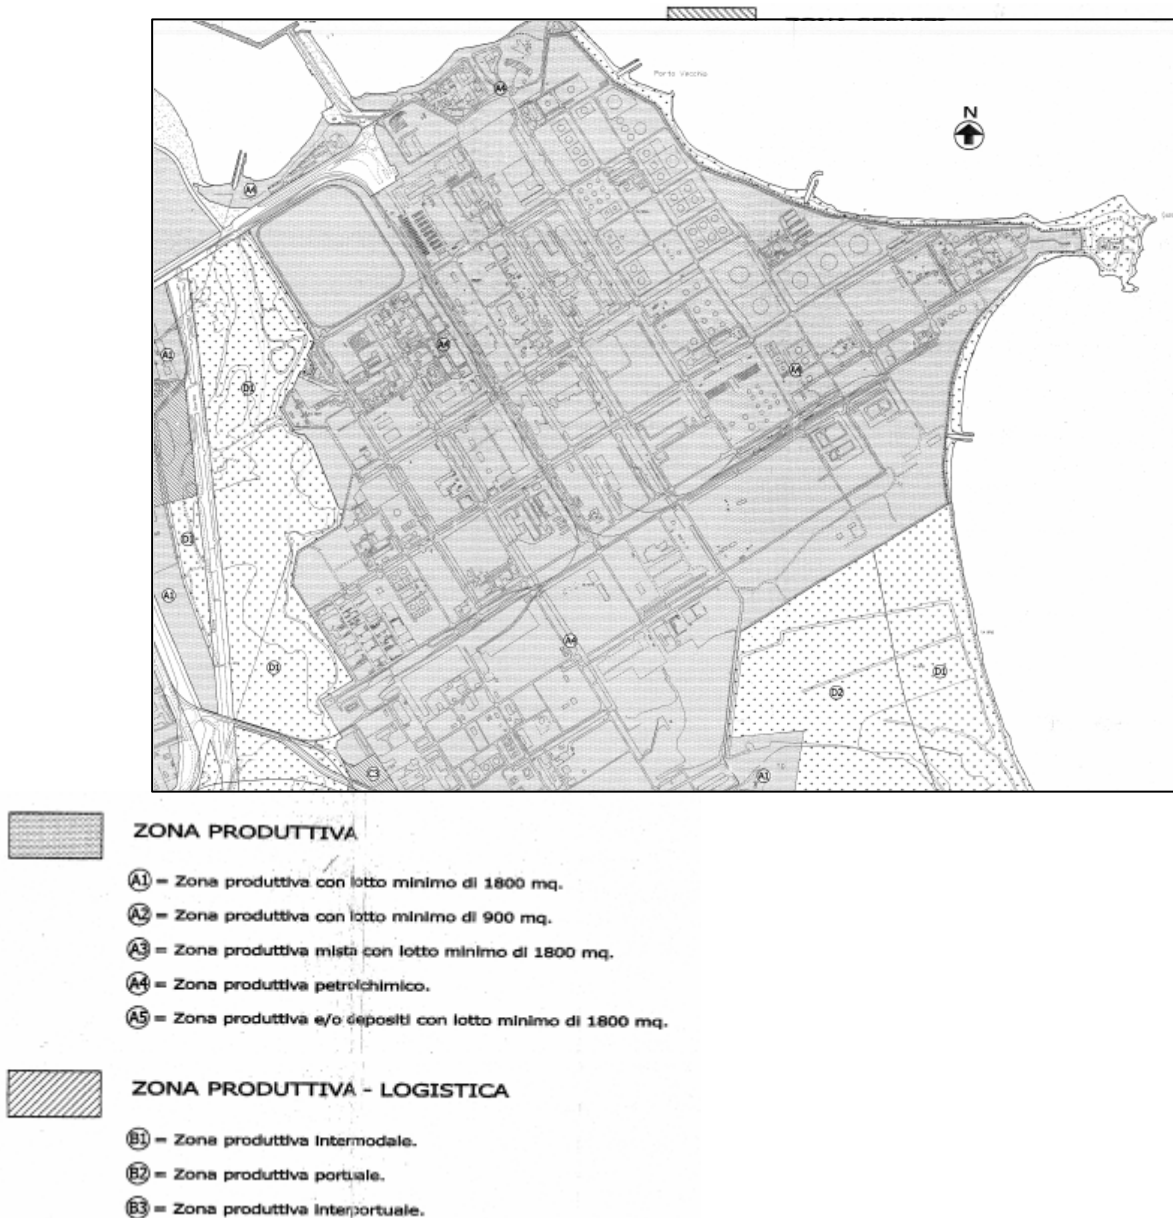 Porto Vecchio
N
A4
A4
A1
D1
A4
A4
D1
A1
A4
D1
D2
D1
C3
A1
ZONA PRODUTTIVA
A1 = Zona produttiva con lotto minimo di 1800 mq.
A2 = Zona produttiva con lotto minimo di 900 mq.
A3 = Zona produttiva mista con lotto minimo di 1800 mq.
A4 = Zona produttiva petrolchimico.
A5 = Zona produttiva e/o depositi con lotto minimo di 1800 mq.
ZONA PRODUTTIVA - LOGISTICA
B1 = Zona produttiva intermodale.
B2 = Zona produttiva portuale.
B3 = Zona produttiva interportuale.